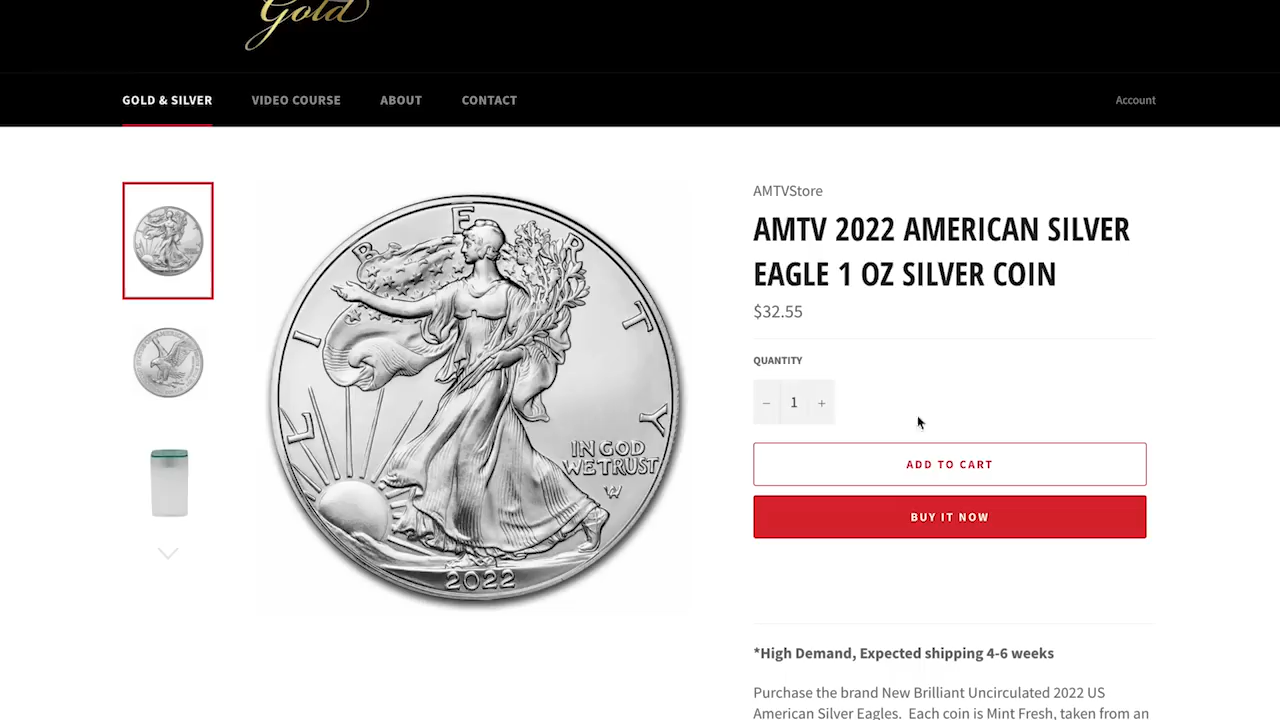 Gold
GOLD & SILVER
VIDEO COURSE
ABOUT
CONTACT
Account
AMTVStore
AMTV 2022 AMERICAN SILVER
EAGLE 1 OZ SILVER COIN
$32.55
QUANTITY
− 1 +
ADD TO CART
BUY IT NOW
*High Demand, Expected shipping 4-6 weeks
Purchase the brand New Brilliant Uncirculated 2022 US
American Silver Eagles. Each coin is Mint Fresh, taken from an
LIBERTY
IN GOD
WE TRUST
W
2022